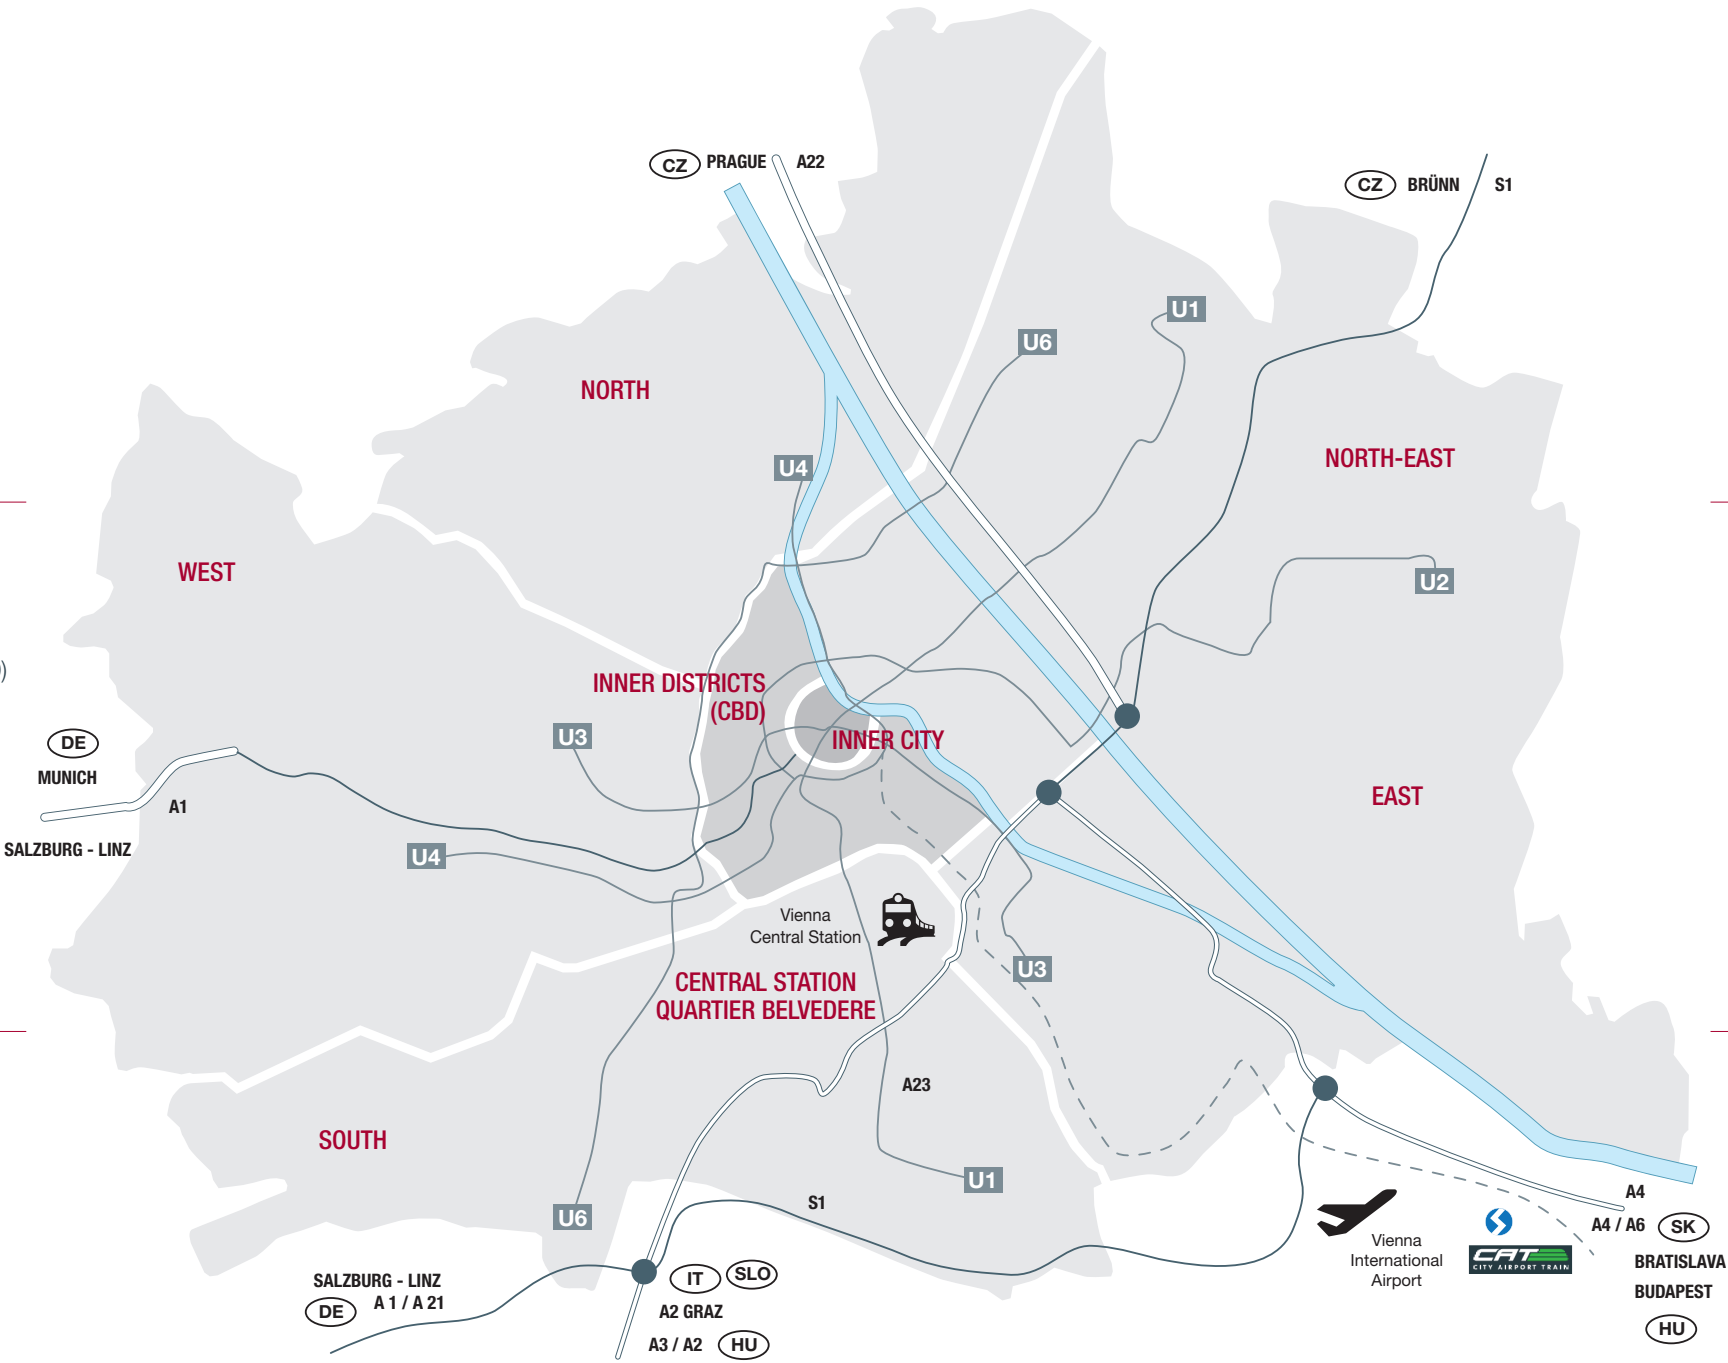 CZ PRAGUE A22
CZ BRÜNN S1
U1
U6
NORTH
NORTH-EAST
U4
WEST
U2
)
INNER DISTRICTS
(CBD)
U3
INNER CITY
DE
MUNICH
A1
EAST
SALZBURG - LINZ
U4
Vienna
Central Station
U3
CENTRAL STATION
QUARTIER BELVEDERE
A23
SOUTH
U1
U6
S1
A4
A4 / A6 SK
Vienna
International
Airport
CAT
CITY AIRPORT TRAIN
BRATISLAVA
BUDAPEST
HU
SALZBURG - LINZ
DE A 1 / A 21
IT SLO
A2 GRAZ
A3 / A2 HU